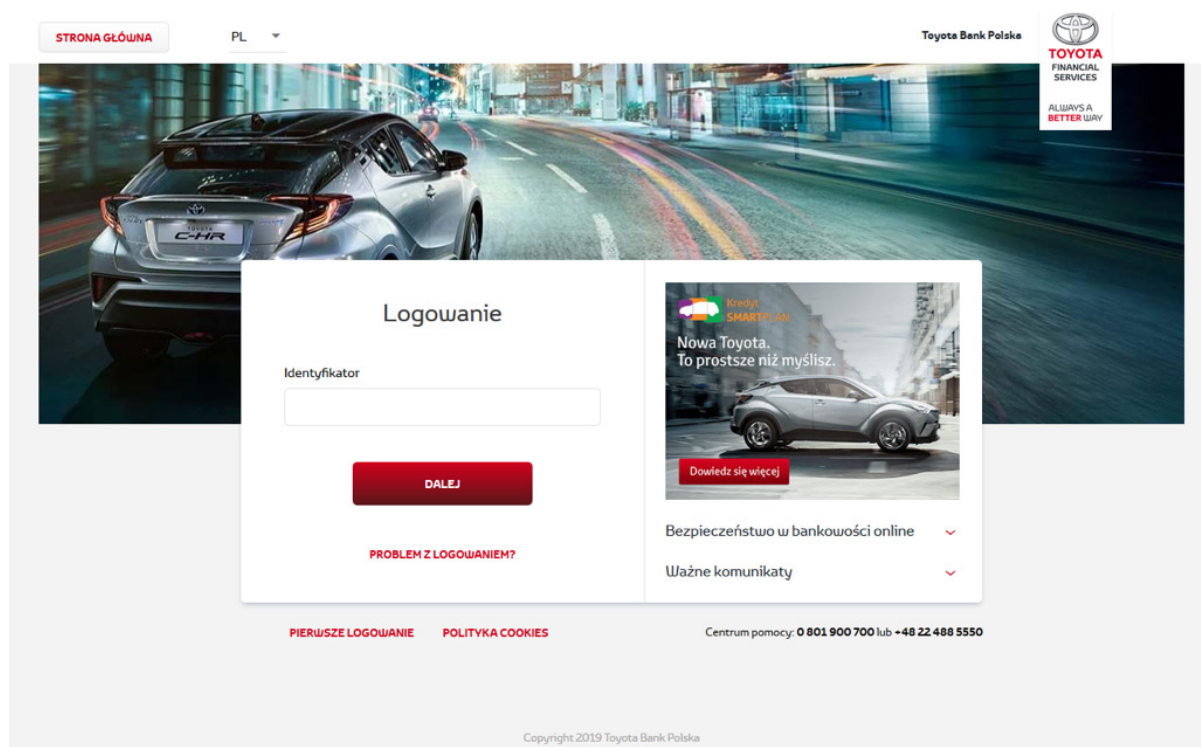 STRONA GŁÓWNA
PL
Toyota Bank Polska
TOYOTA
FINANCIAL
SERVICES
ALWAYS A
BETTER WAY
TOYOTA
C-HR
Logowanie
Identyfikator
DALEJ
PROBLEM Z LOGOWANIEM?
Kredyt
SMARTPLAN
Nowa Toyota.
To prostsze niż myślisz.
Dowiedz się więcej
Bezpieczeństwo w bankowości online
Ważne komunikaty
PIERWSZE LOGOWANIE
POLITYKA COOKIES
Centrum pomocy: 0 801 900 700 lub +48 22 488 5550
Copyright 2019 Toyota Bank Polska